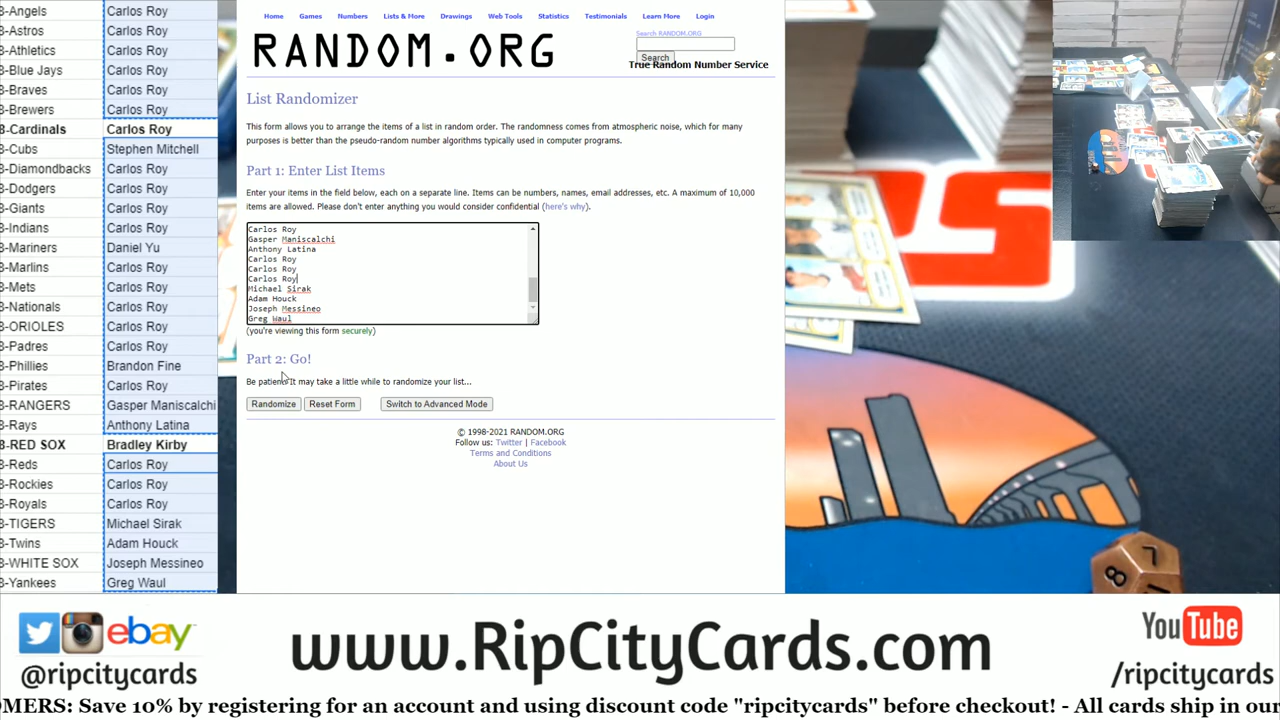 B-Angels Carlos Roy
B-Astros Carlos Roy
B-Athletics Carlos Roy
B-Blue Jays Carlos Roy
B-Braves Carlos Roy
B-Brewers Carlos Roy
B-Cardinals Carlos Roy
B-Cubs Stephen Mitchell
B-Diamondbacks Carlos Roy
B-Dodgers Carlos Roy
B-Giants Carlos Roy
B-Indians Carlos Roy
B-Mariners Daniel Yu
B-Marlins Carlos Roy
B-Mets Carlos Roy
B-Nationals Carlos Roy
B-ORIOLES Carlos Roy
B-Padres Carlos Roy
B-Phillies Brandon Fine
B-Pirates Carlos Roy
B-RANGERS Gasper Maniscalchi
B-Rays Anthony Latina
B-RED SOX Bradley Kirby
B-Reds Carlos Roy
B-Rockies Carlos Roy
B-Royals Carlos Roy
B-TIGERS Michael Sirak
B-Twins Adam Houck
B-WHITE SOX Joseph Messineo
B-Yankees Greg Waul
Home Games Numbers Lists & More Drawings Web Tools Statistics Testimonials Learn More Login
RANDOM.ORG
Search RANDOM.ORG
Search
True Random Number Service
List Randomizer
This form allows you to arrange the items of a list in random order. The randomness comes from atmospheric noise, which for many
purposes is better than the pseudo-random number algorithms typically used in computer programs.
Part 1: Enter List Items
Enter your items in the field below, each on a separate line. Items can be numbers, names, email addresses, etc. A maximum of 10,000
items are allowed. Please don't enter anything you would consider confidential (here's why).
Carlos Roy
Gasper Maniscalchi
Anthony Latina
Carlos Roy
Carlos Roy
Carlos Roy
Michael Sirak
Adam Houck
Joseph Messineo
Greg Waul
(you're viewing this form securely)
Part 2: Go!
Be patient. It may take a little while to randomize your list...
Randomize Reset Form Switch to Advanced Mode
© 1998-2021 RANDOM.ORG
Follow us: Twitter | Facebook
Terms and Conditions
About Us
7
8
ebay
@ripcitycards
www.RipCityCards.com
YouTube
/ripcitycards
OMERS: Save 10% by registering for an account and using discount code "ripcitycards" before checkout! - All cards ship in our